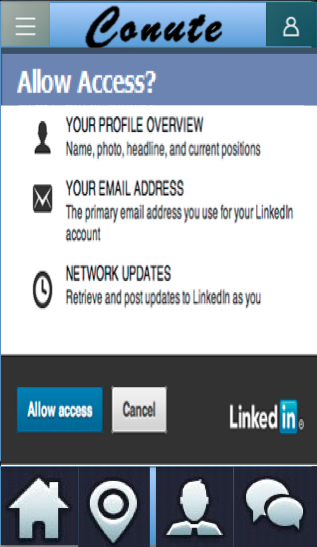 Conute
Allow Access?
YOUR PROFILE OVERVIEW
Name, photo, headline, and current positions
YOUR EMAIL ADDRESS
The primary email address you use for your LinkedIn
account
NETWORK UPDATES
Retrieve and post updates to LinkedIn as you
Allow access
Cancel
Linked in®